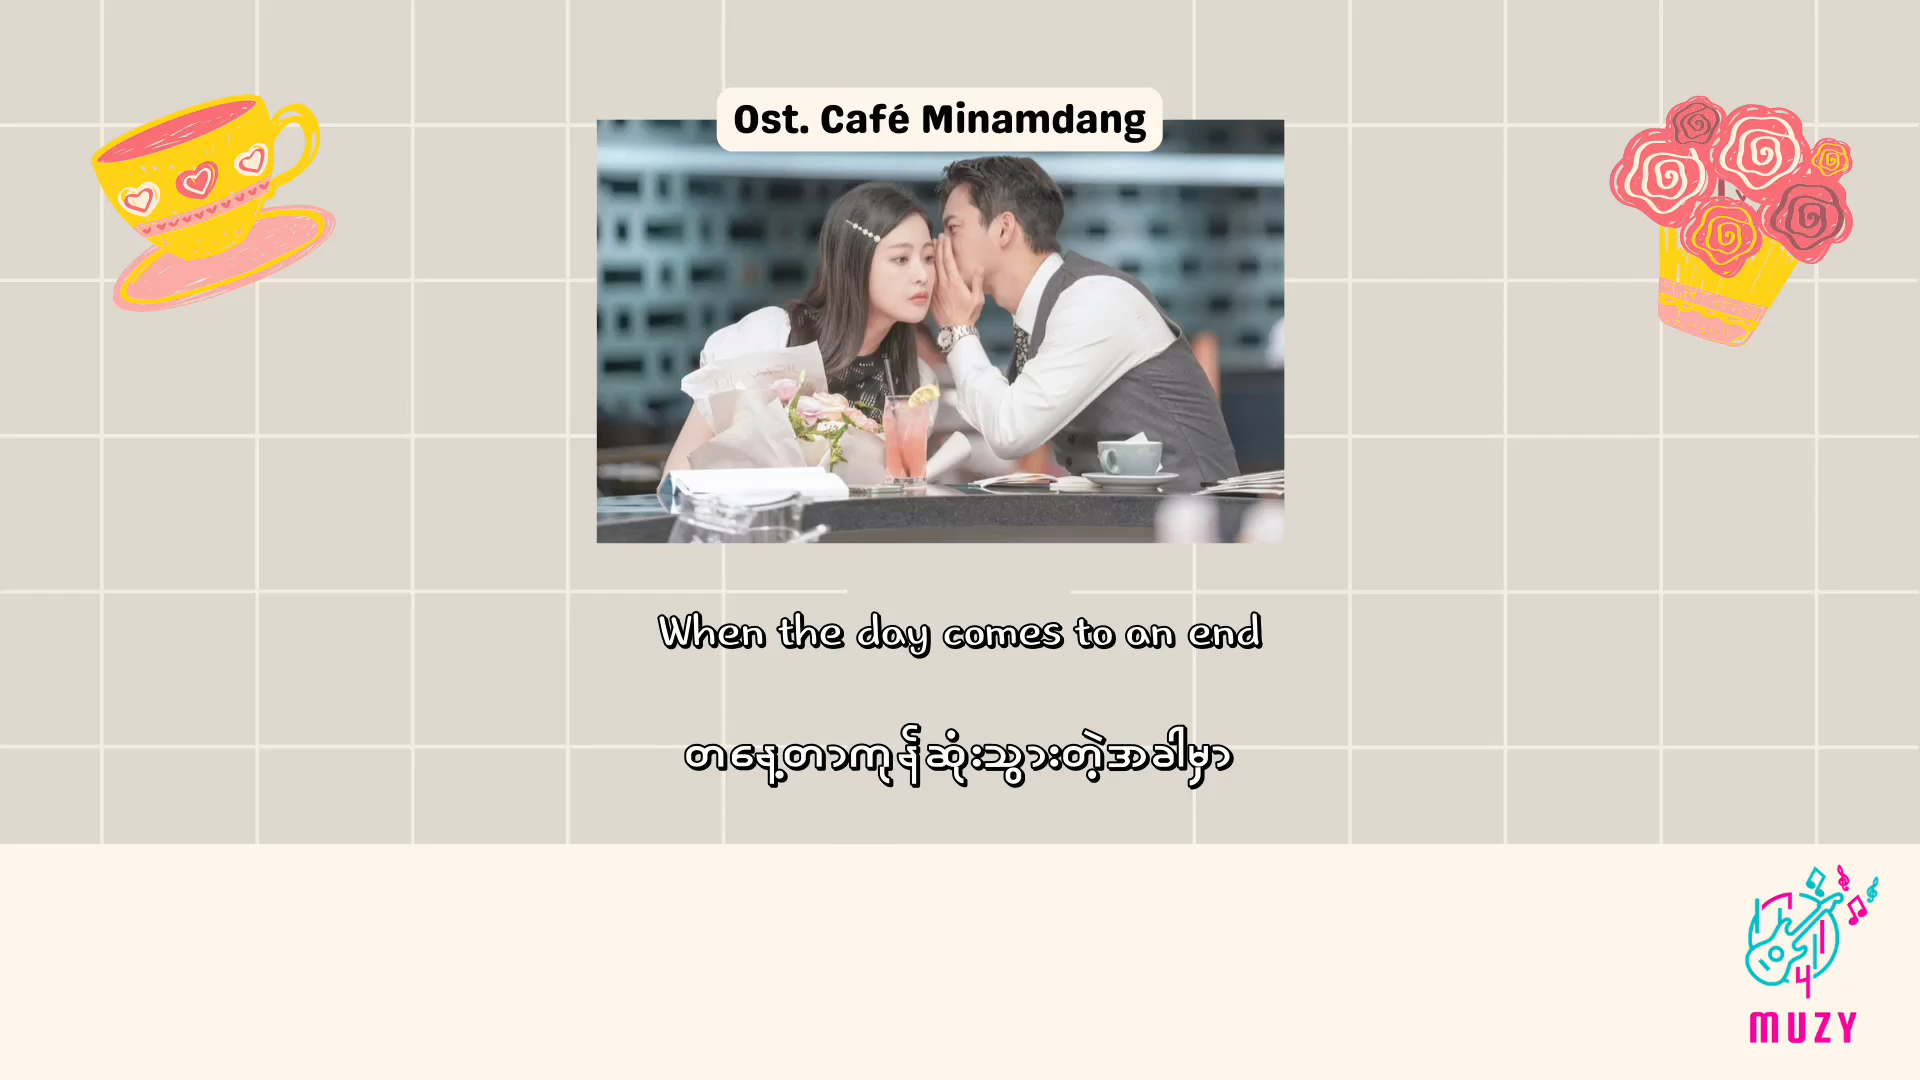 Ost. Café Minamdang
When the day comes to an end
တနေ့တာကုန်ဆုံးသွားတဲ့အခါမှာ
MUZY